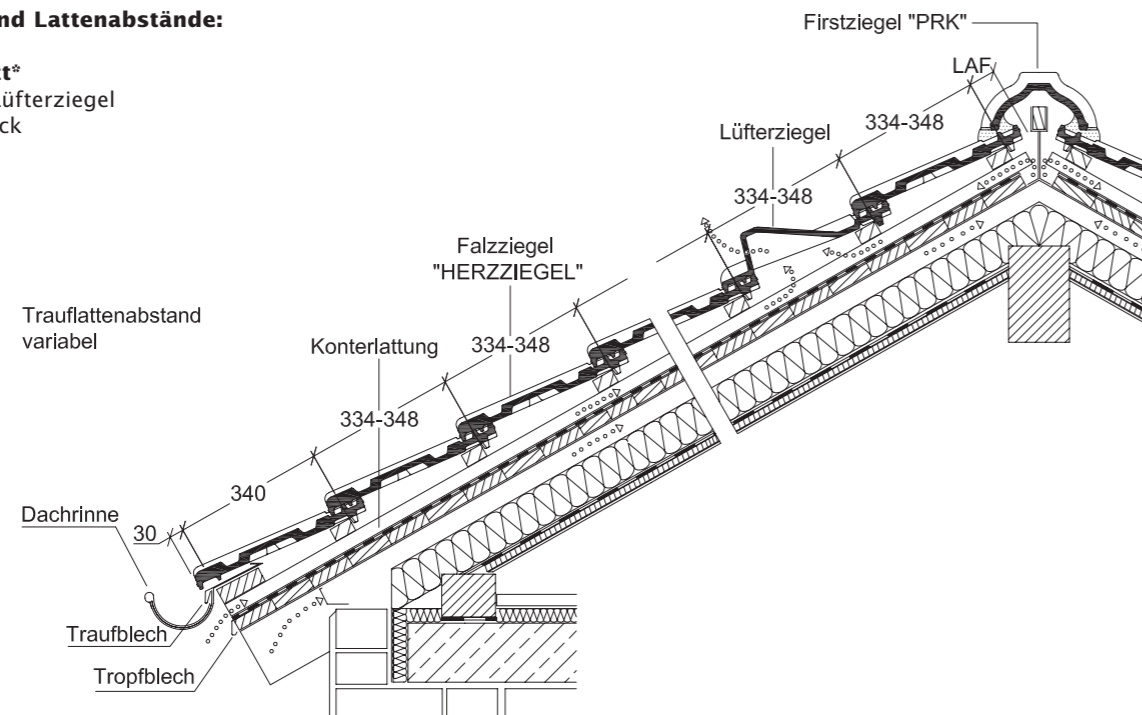 nd Lattenabstände:
tt*
üfterziegel
ck
Firstziegel "PRK"
LAF
334-348
Lüfterziegel
334-348
Falzziegel
"HERZZIEGEL"
Trauflattenabstand
variabel
Konterlattung
334-348
334-348
340
Dachrinne
30
Traufblech
Tropfblech